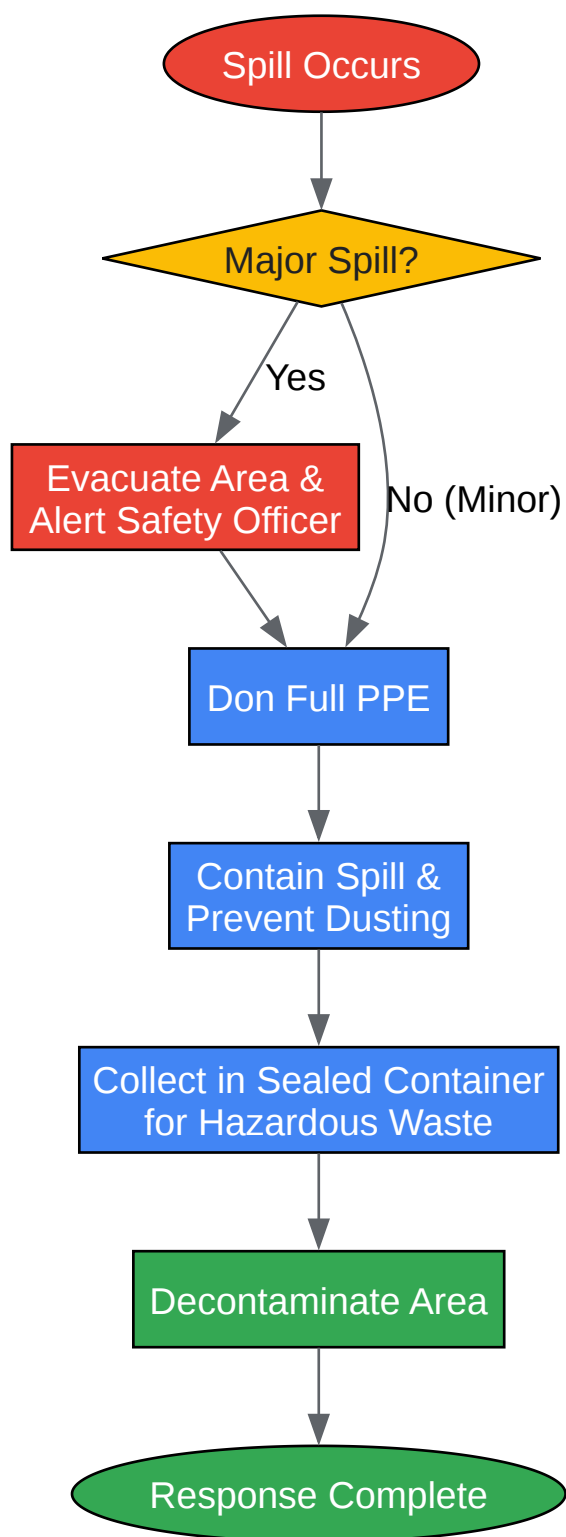 Spill Occurs
Major Spill?
Yes
Evacuate Area &
Alert Safety Officer
No (Minor)
Don Full PPE
Contain Spill &
Prevent Dusting
Collect in Sealed Container
for Hazardous Waste
Decontaminate Area
Response Complete